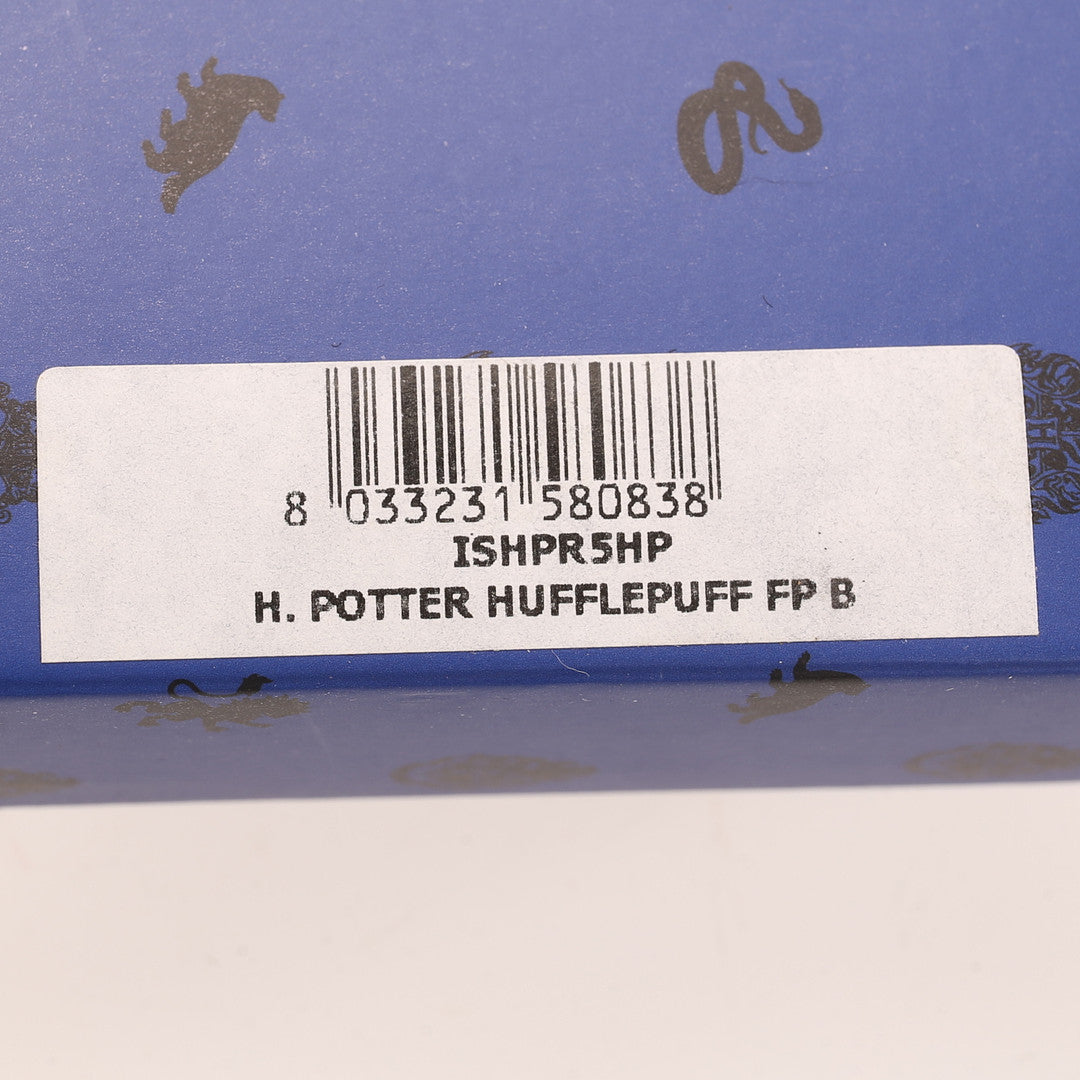 8 033231 580838
ISHPR5HP
H. POTTER HUFFLEPUFF FP B